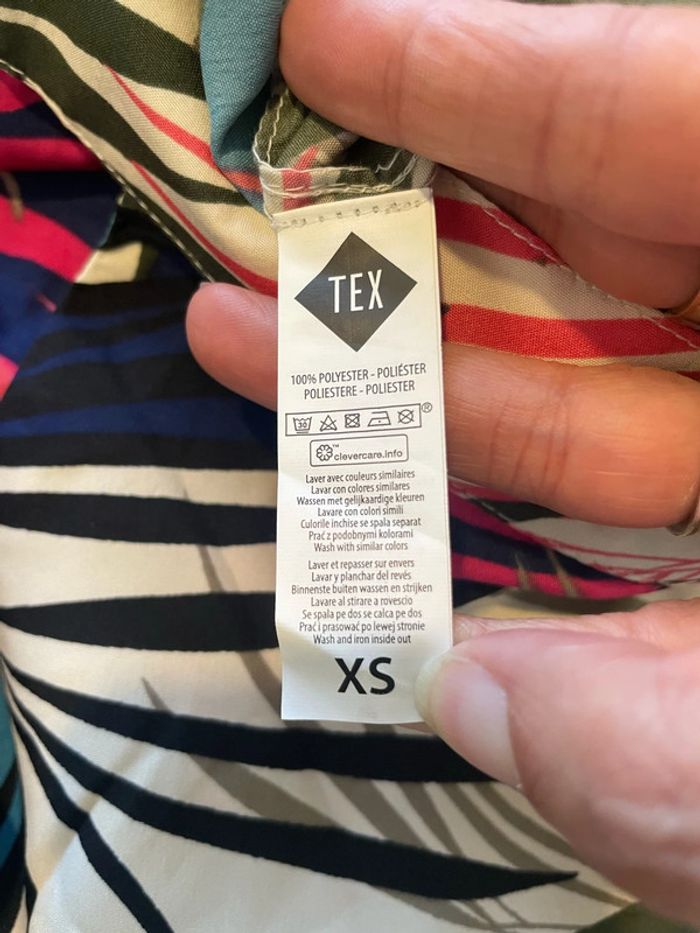 TEX
100% POLYESTER - POLIÉSTER
POLIESTERE - POLIESTER
30
®
™ clevercare.info
Laver avec couleurs similaires
Lavar con colores similares
Wassen met gelijkaardige kleuren
Lavare con colori simili
Culorile inchise se spala separat
Prać z podobnymi kolorami
Wash with similar colors
Laver et repasser sur envers
Lavar y planchar del revés
Binnenste buiten wassen en strijken
Lavare al stirare a rovescio
Se spala pe dos se calca pe dos
Prać i prasować po lewej stronie
Wash and iron inside out
XS